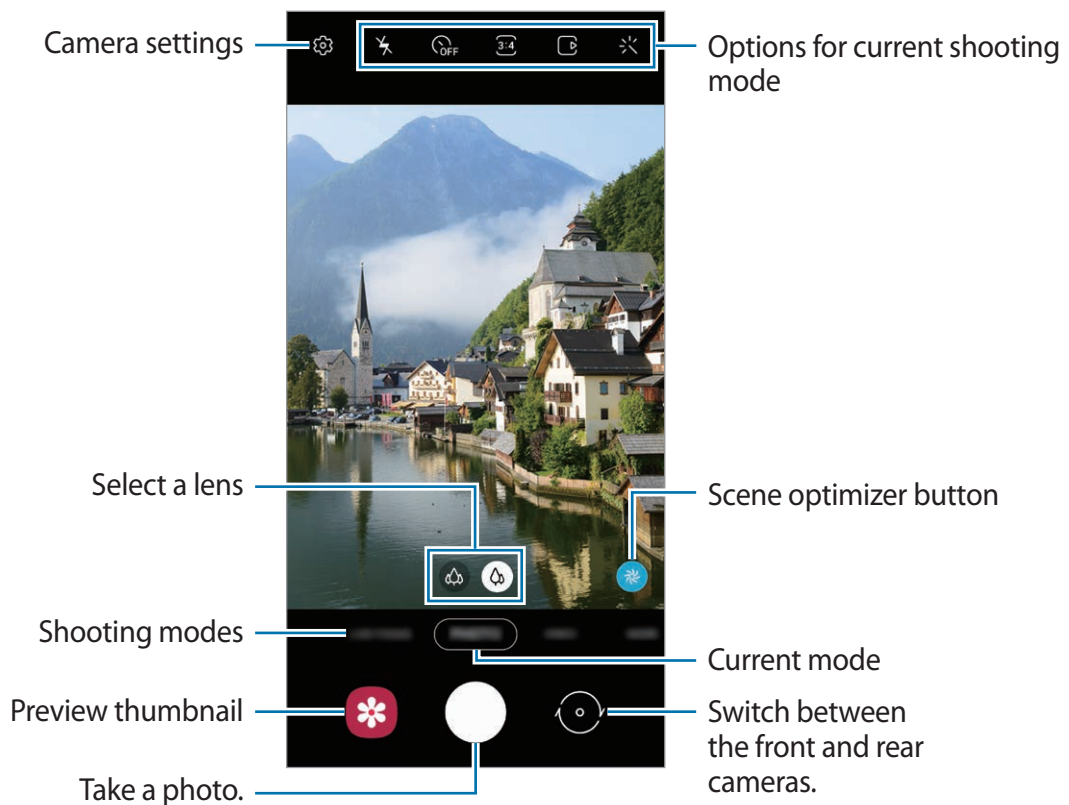 Camera settings
OFF
3:4
Options for current shooting
mode
Select a lens
Scene optimizer button
Shooting modes
Current mode
Preview thumbnail
Switch between
the front and rear
cameras.
Take a photo.